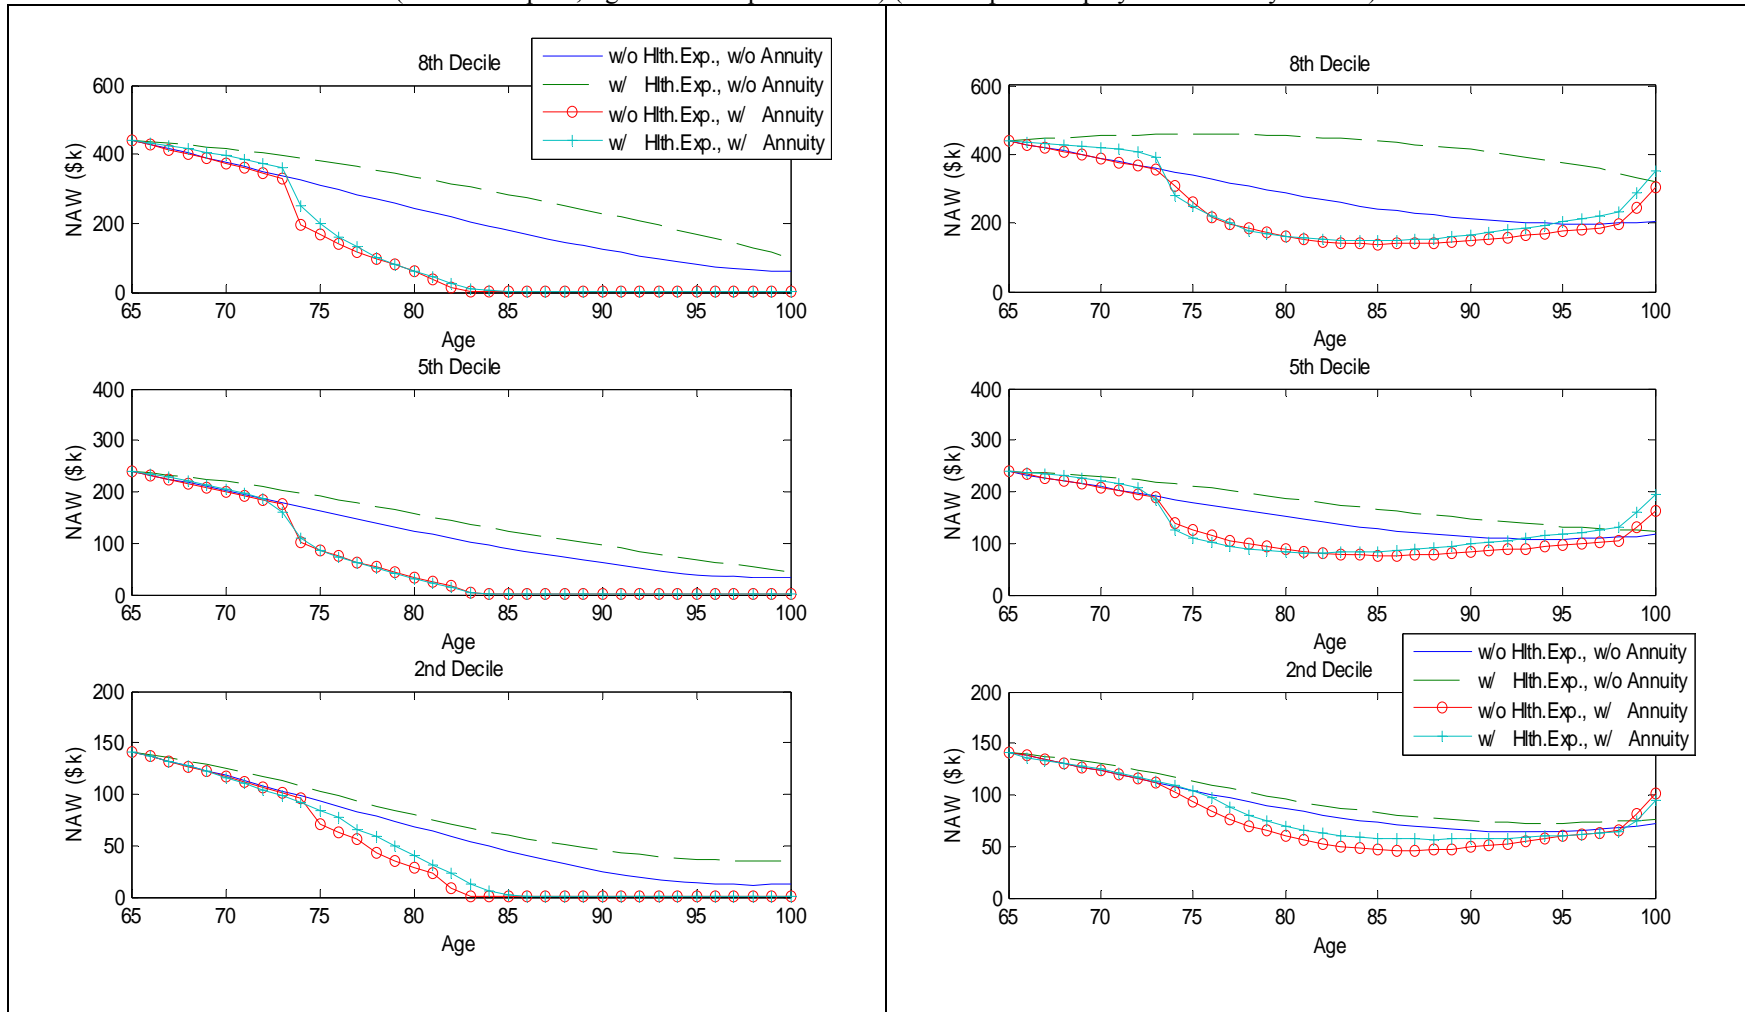 8th Decile
w/o Hlth.Exp., w/o Annuity
w/ Hlth.Exp., w/o Annuity
w/o Hlth.Exp., w/ Annuity
w/ Hlth.Exp., w/ Annuity
600
400
200
0
NAW ($k)
65 70 75 80 85 90 95 100
Age
5th Decile
400
300
200
100
0
NAW ($k)
65 70 75 80 85 90 95 100
Age
2nd Decile
200
150
100
50
0
NAW ($k)
65 70 75 80 85 90 95 100
Age
8th Decile
600
400
200
0
NAW ($k)
65 70 75 80 85 90 95 100
Age
5th Decile
400
300
200
100
0
NAW ($k)
65 70 75 80 85 90 95 100
Age
2nd Decile
w/o Hlth.Exp., w/o Annuity
w/ Hlth.Exp., w/o Annuity
w/o Hlth.Exp., w/ Annuity
w/ Hlth.Exp., w/ Annuity
200
150
100
50
0
NAW ($k)
65 70 75 80 85 90 95 100
Age